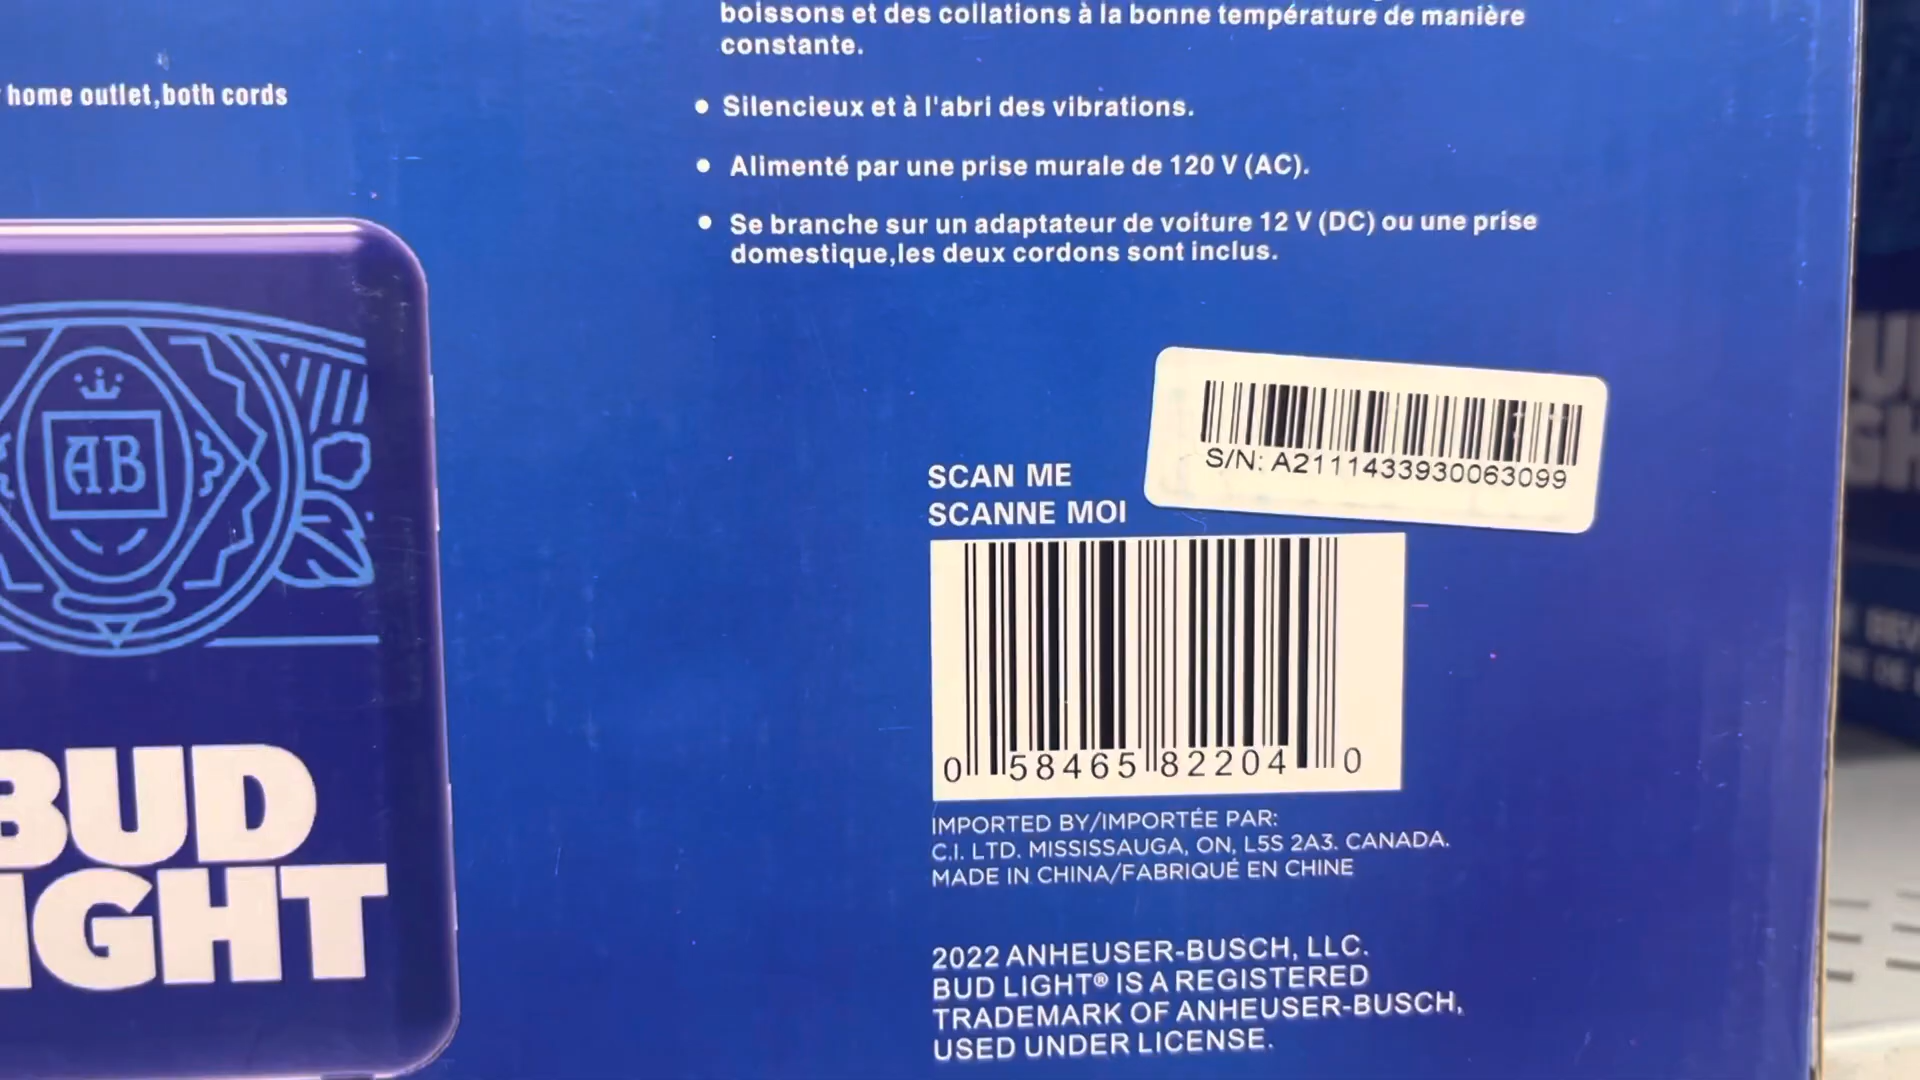 home outlet,both cords
boissons et des collations à la bonne température de manière
constante.
• Silencieux et à l'abri des vibrations.
• Alimenté par une prise murale de 120 V (AC).
• Se branche sur un adaptateur de voiture 12 V (DC) ou une prise
domestique,les deux cordons sont inclus.
AB
BUD
IGHT
S/N: A2111433930063099
SCAN ME
SCANNE MOI
0 58465 82204 0
IMPORTED BY/IMPORTÉE PAR:
C.I. LTD. MISSISSAUGA, ON, L5S 2A3. CANADA.
MADE IN CHINA/FABRIQUÉ EN CHINE
2022 ANHEUSER-BUSCH, LLC.
BUD LIGHT® IS A REGISTERED
TRADEMARK OF ANHEUSER-BUSCH,
USED UNDER LICENSE.